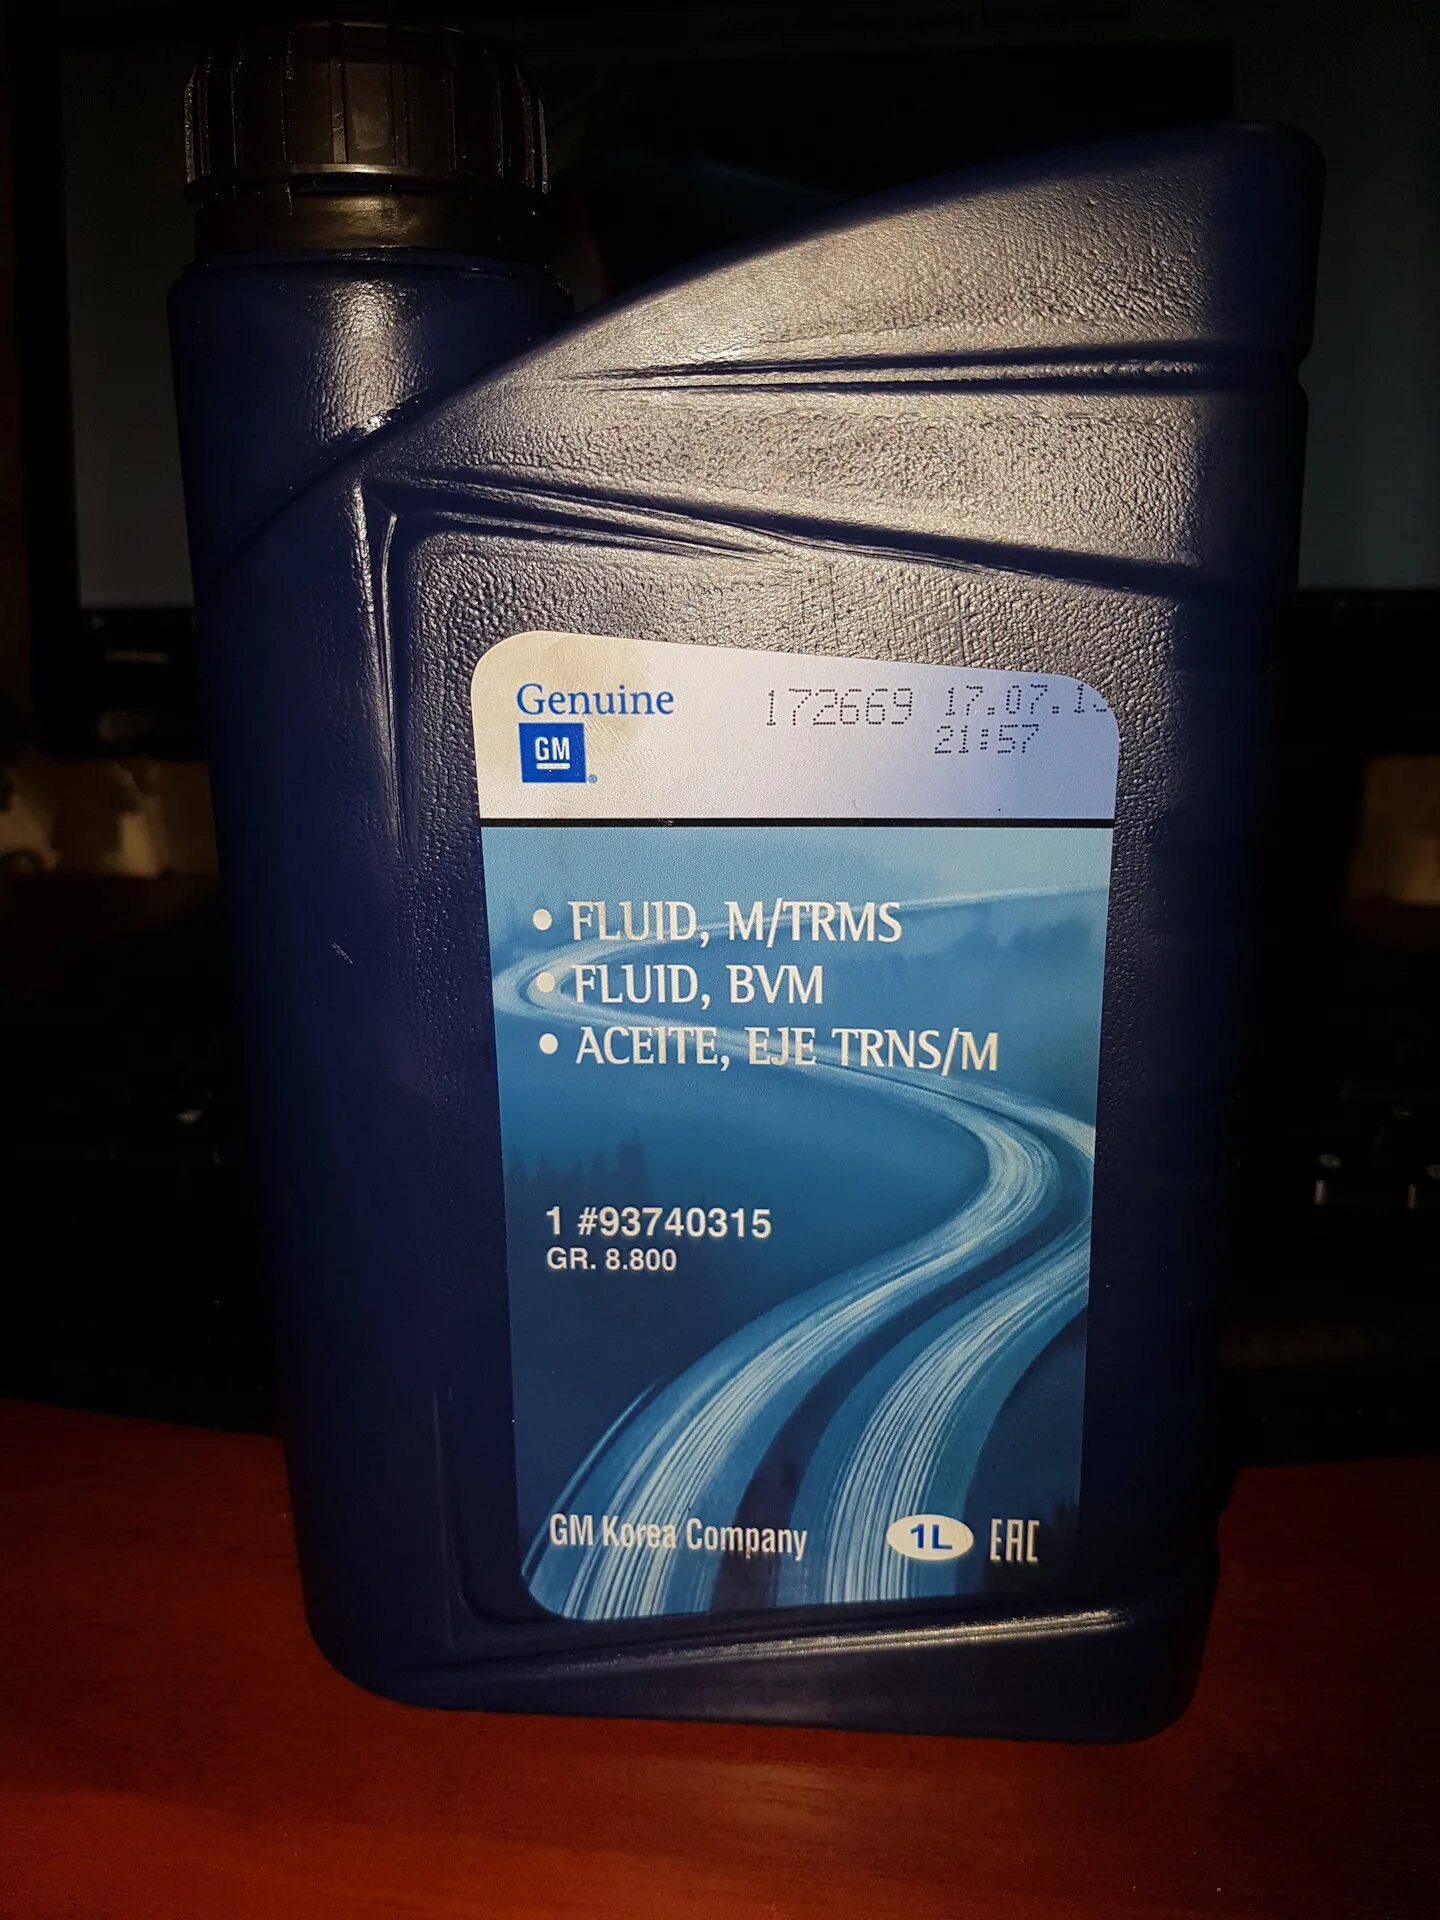 Genuine
GM
®
172669 17.07.1
21:57
• FLUID, M/TRMS
• FLUID, BVM
• ACEITE, EJE TRNS/M
1 #93740315
GR. 8.800
GM Korea Company
1L EAC